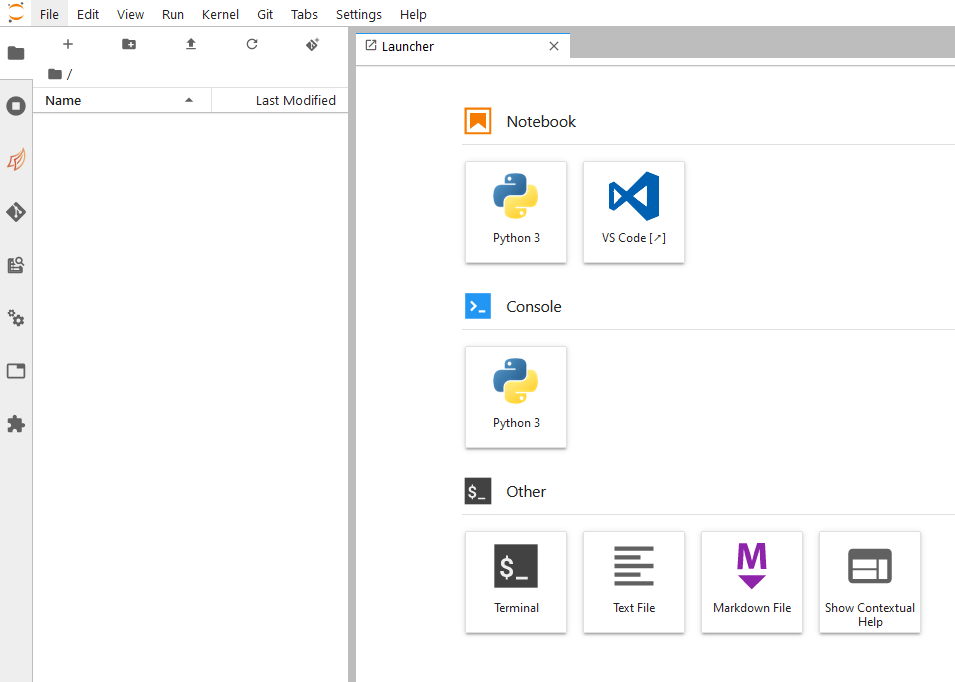 File Edit View Run Kernel Git Tabs Settings Help
Launcher
/
Name Last Modified
Notebook
Python 3 VS Code [↗]
Console
Python 3
$_ Other
$_ M
Terminal Text File Markdown File Show Contextual
Help